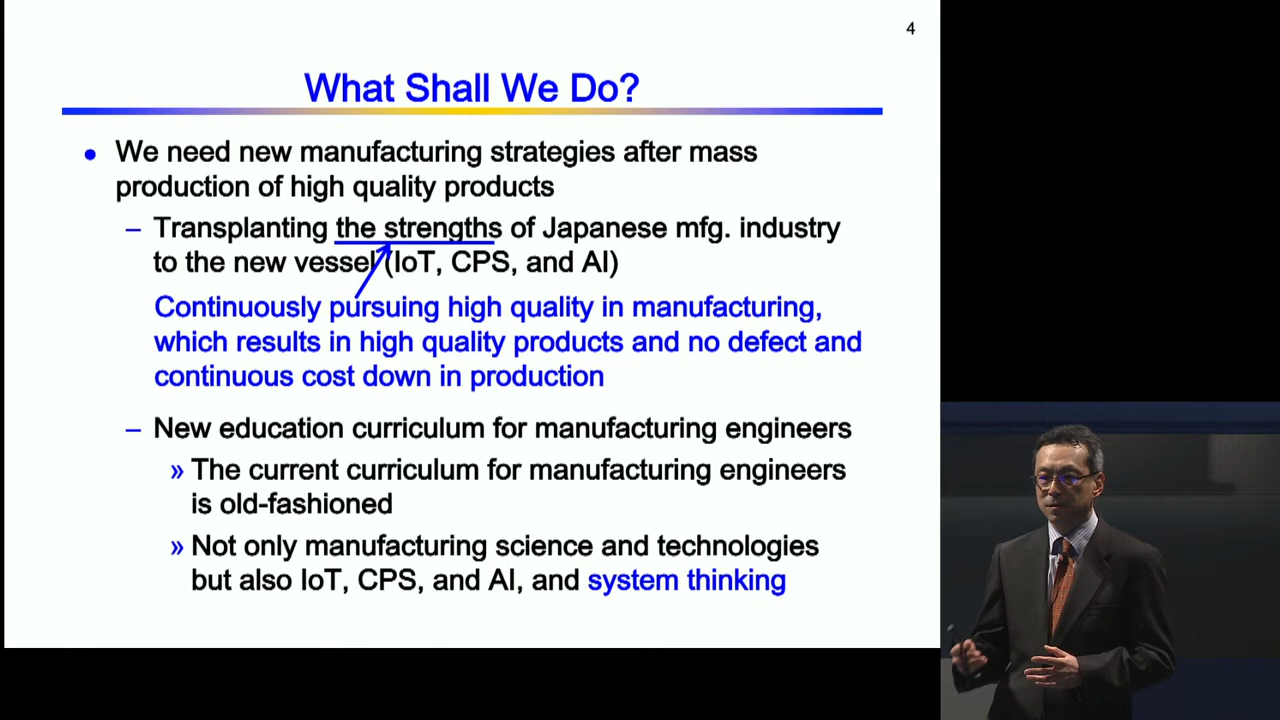 4
What Shall We Do?
• We need new manufacturing strategies after mass
production of high quality products
– Transplanting the strengths of Japanese mfg. industry
to the new vessel (IoT, CPS, and AI)
Continuously pursuing high quality in manufacturing,
which results in high quality products and no defect and
continuous cost down in production
– New education curriculum for manufacturing engineers
» The current curriculum for manufacturing engineers
is old-fashioned
» Not only manufacturing science and technologies
but also IoT, CPS, and AI, and system thinking